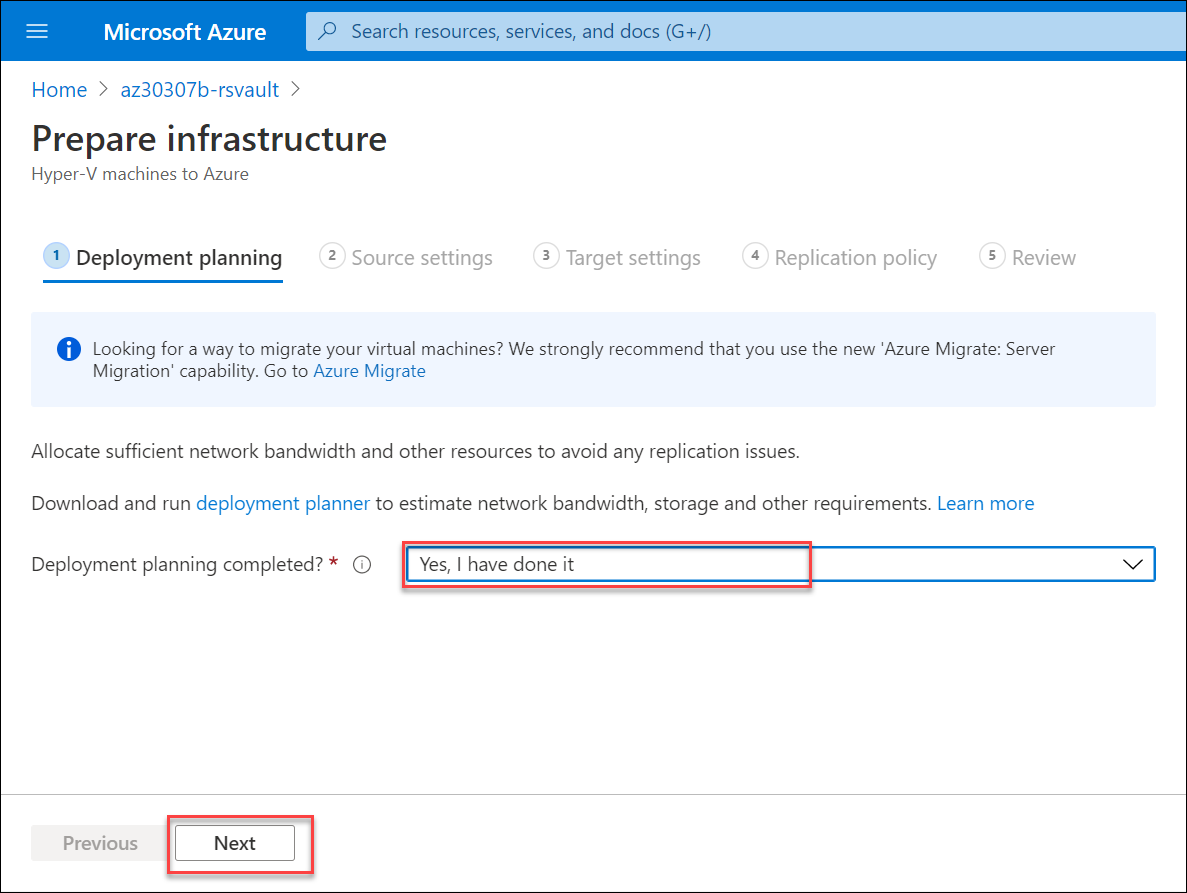 Microsoft Azure
Search resources, services, and docs (G+/)
Home > az30307b-rsvault >
Prepare infrastructure
Hyper-V machines to Azure
1 Deployment planning
2 Source settings
3 Target settings
4 Replication policy
5 Review
Looking for a way to migrate your virtual machines? We strongly recommend that you use the new 'Azure Migrate: Server
Migration' capability. Go to Azure Migrate
Allocate sufficient network bandwidth and other resources to avoid any replication issues.
Download and run deployment planner to estimate network bandwidth, storage and other requirements. Learn more
Deployment planning completed? *
Yes, I have done it
Previous
Next